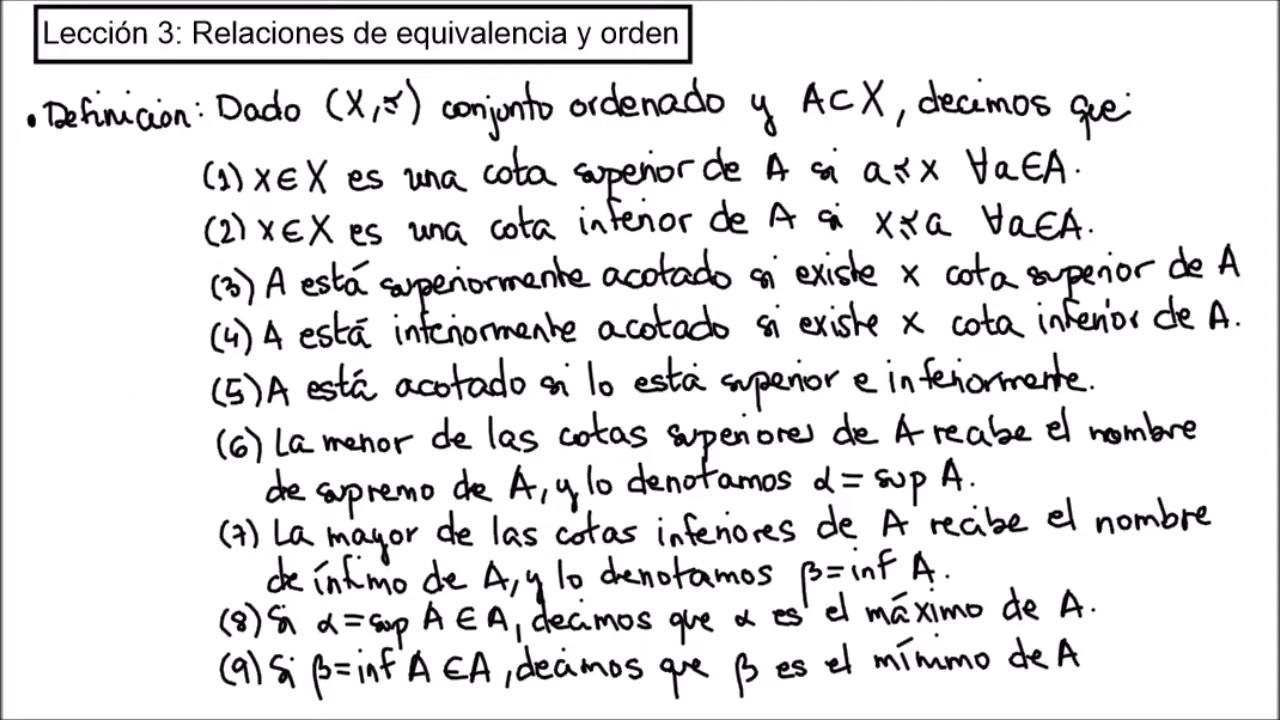 Lección 3: Relaciones de equivalencia y orden
• Definición: Dado (X,≼) conjunto ordenado y A⊂X, decimos que:
(1) x∈X es una cota superior de A si a≼x ∀a∈A.
(2) x∈X es una cota inferior de A si x≼a ∀a∈A.
(3) A está superiormente acotado si existe x cota superior de A
(4) A está inferiormente acotado si existe x cota inferior de A.
(5) A está acotado si lo está superior e inferiormente.
(6) La menor de las cotas superiores de A recibe el nombre
de supremo de A, y lo denotamos α = sup A.
(7) La mayor de las cotas inferiores de A recibe el nombre
de ínfimo de A, y lo denotamos β = inf A.
(8) Si α = sup A ∈ A, decimos que α es el máximo de A.
(9) Si β = inf A ∈ A, decimos que β es el mínimo de A